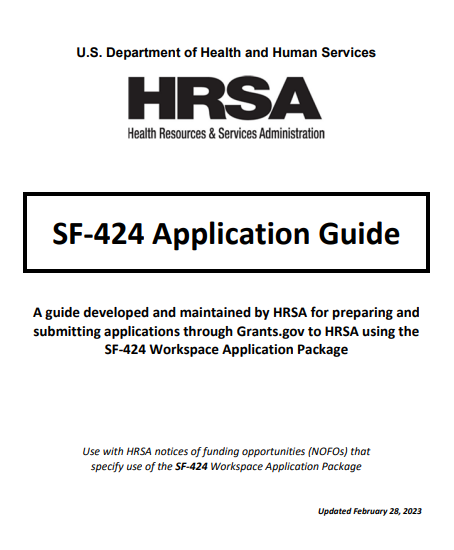 U.S. Department of Health and Human Services
HRSA
Health Resources & Services Administration
SF-424 Application Guide
A guide developed and maintained by HRSA for preparing and
submitting applications through Grants.gov to HRSA using the
SF-424 Workspace Application Package
Use with HRSA notices of funding opportunities (NOFOs) that
specify use of the SF-424 Workspace Application Package
Updated February 28, 2023